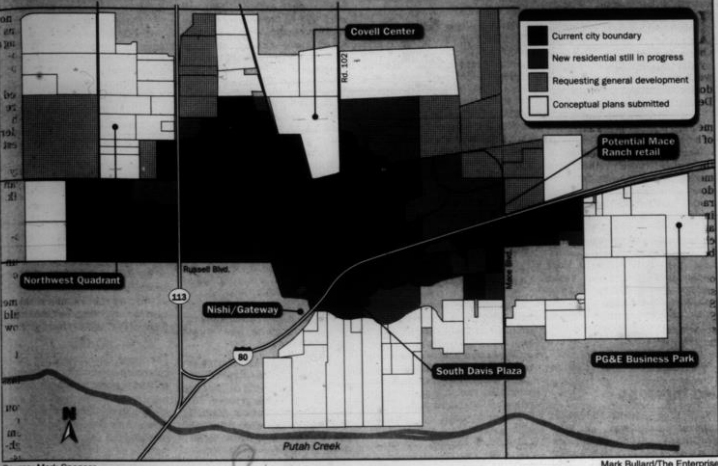 Current city boundary
New residential still in progress
Requesting general development
Conceptual plans submitted
Covell Center
Rd. 102
Potential Mace
Ranch retail
Northwest Quadrant
Russell Blvd.
113
Nishi/Gateway
80
South Davis Plaza
PG&E Business Park
N
Putah Creek
Mark Bullard/The Enterprise